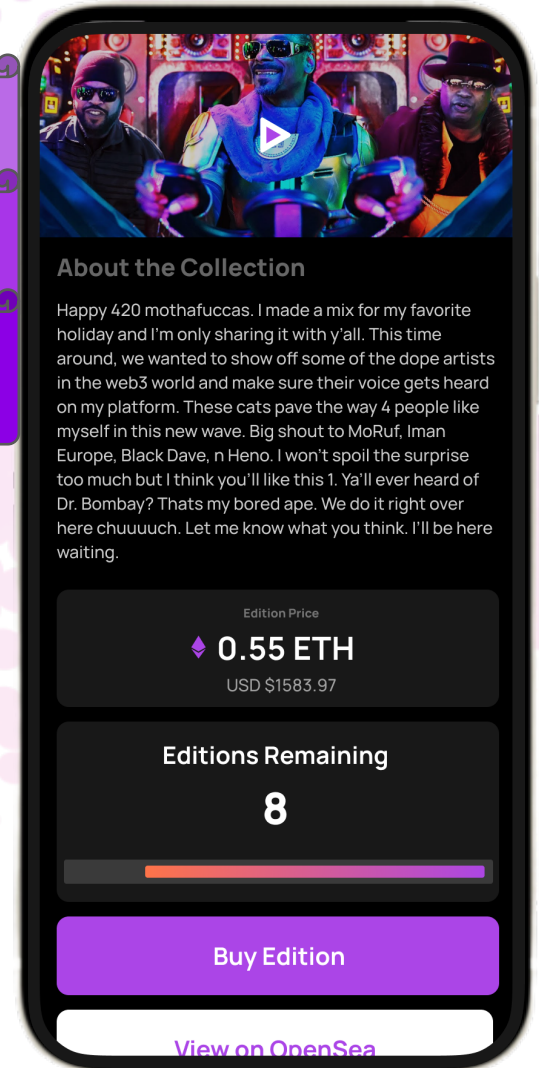 About the Collection
Happy 420 mothafuccas. I made a mix for my favorite
holiday and I'm only sharing it with y'all. This time
around, we wanted to show off some of the dope artists
in the web3 world and make sure their voice gets heard
on my platform. These cats pave the way 4 people like
myself in this new wave. Big shout to MoRuf, Iman
Europe, Black Dave, n Heno. I won't spoil the surprise
too much but I think you'll like this 1. Ya'll ever heard of
Dr. Bombay? Thats my bored ape. We do it right over
here chuuuuch. Let me know what you think. I'll be here
waiting.
Edition Price
0.55 ETH
USD $1583.97
Editions Remaining
8
Buy Edition
View on OpenSea